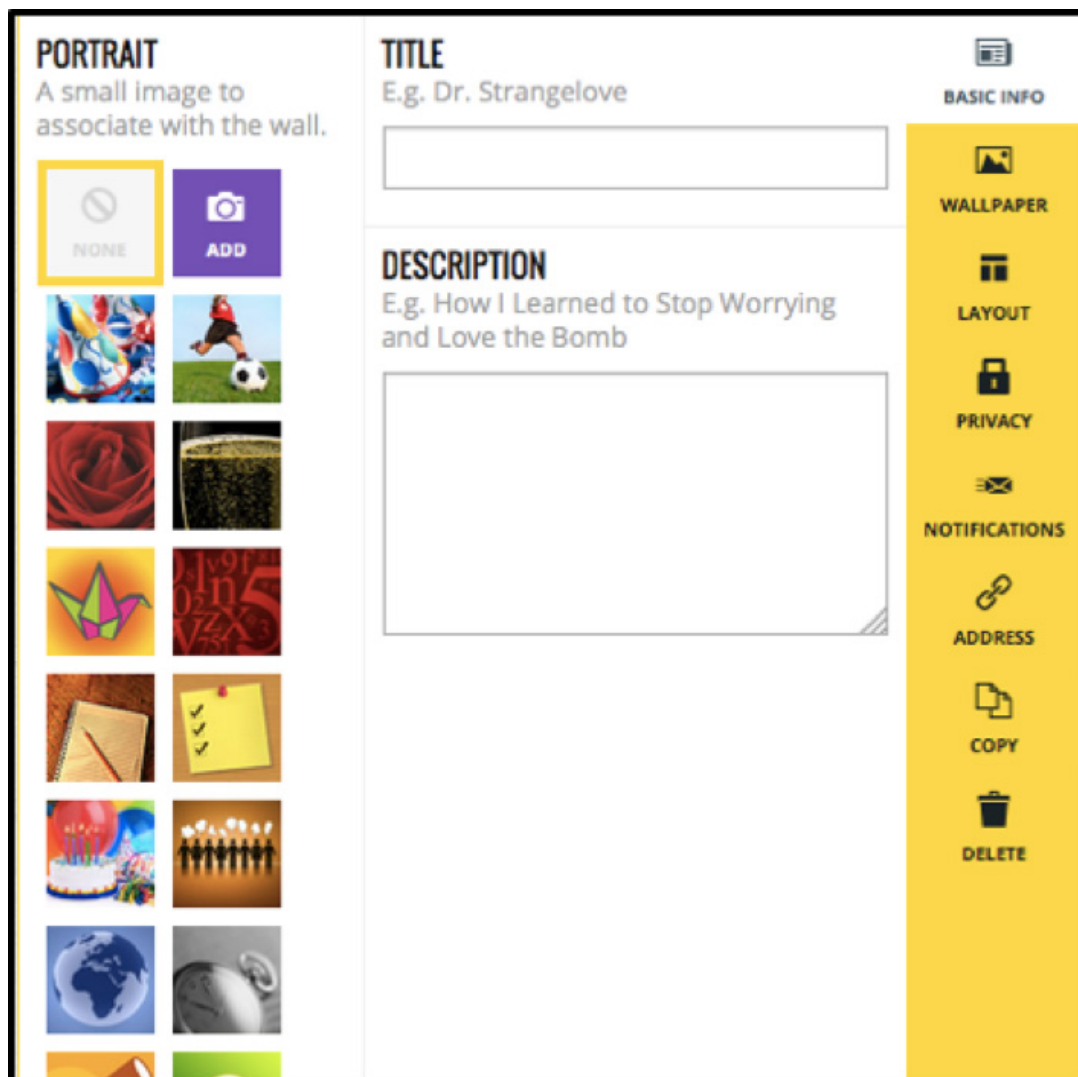 PORTRAIT
A small image to
associate with the wall.
NONE
ADD
TITLE
E.g. Dr. Strangelove
DESCRIPTION
E.g. How I Learned to Stop Worrying
and Love the Bomb
BASIC INFO
WALLPAPER
LAYOUT
PRIVACY
NOTIFICATIONS
ADDRESS
COPY
DELETE